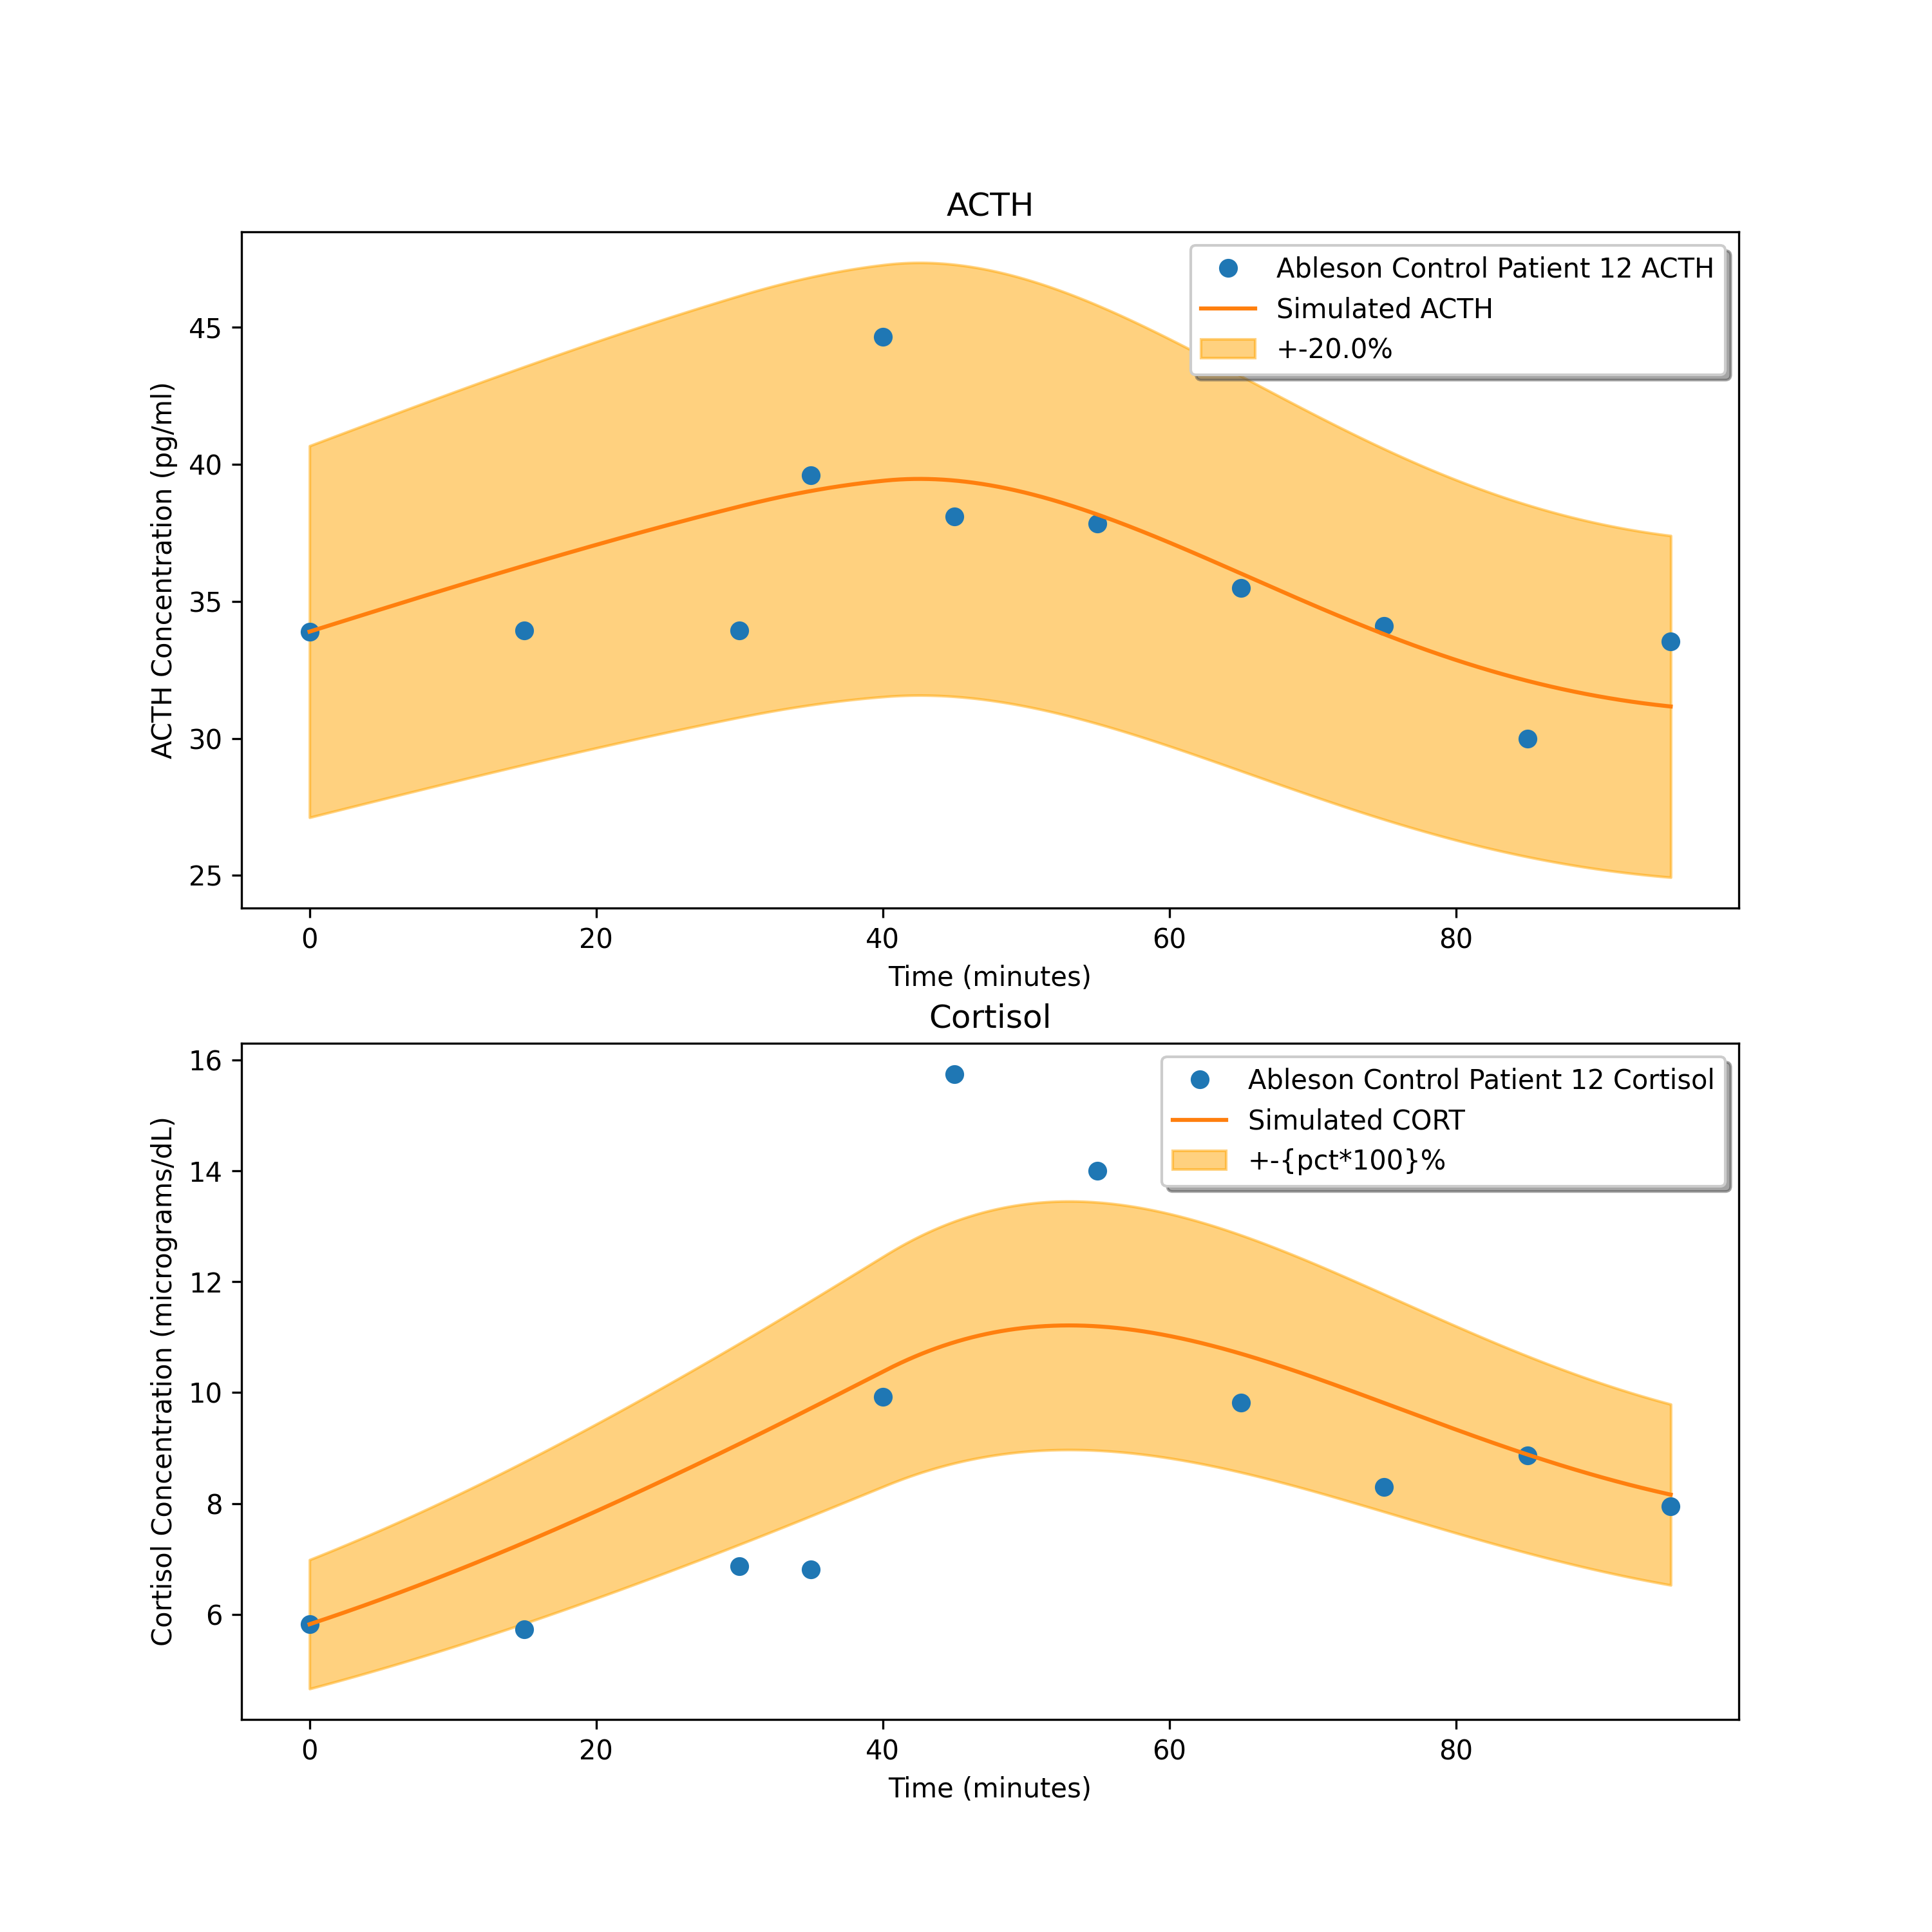 ACTH
Ableson Control Patient 12 ACTH
Simulated ACTH
+-20.0%
ACTH Concentration (pg/ml)
45
40
35
30
25
0 20 40 60 80
Time (minutes)
Cortisol
Ableson Control Patient 12 Cortisol
Simulated CORT
+-{pct*100}%
Cortisol Concentration (micrograms/dL)
16
14
12
10
8
6
0 20 40 60 80
Time (minutes)